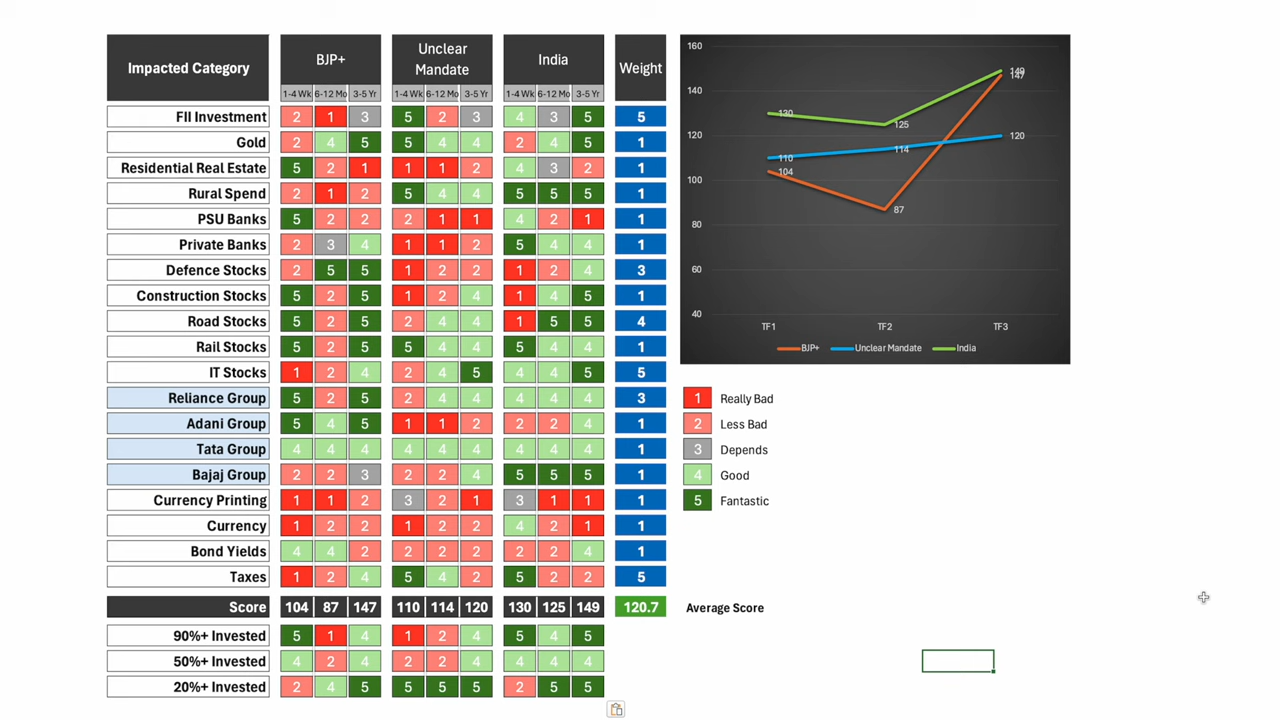 Impacted Category BJP+ Unclear Mandate India Weight
1-4 Wk 6-12 Mo 3-5 Yr 1-4 Wk 6-12 Mo 3-5 Yr 1-4 Wk 6-12 Mo 3-5 Yr
FII Investment 2 1 3 5 2 3 4 3 5 5
Gold 2 4 5 5 4 4 2 4 5 1
Residential Real Estate 5 2 1 1 1 2 4 3 2 1
Rural Spend 2 1 2 5 4 4 5 5 5 1
PSU Banks 5 2 2 2 1 1 4 2 1 1
Private Banks 2 3 4 1 1 2 5 4 4 1
Defence Stocks 2 5 5 1 2 2 1 2 4 3
Construction Stocks 5 2 5 1 2 4 1 4 5 1
Road Stocks 5 2 5 2 4 4 1 5 5 4
Rail Stocks 5 2 5 5 4 4 5 4 4 1
IT Stocks 1 2 4 2 4 5 4 4 5 5
Reliance Group 5 2 5 2 4 4 4 4 4 3
Adani Group 5 4 5 1 1 2 2 2 4 1
Tata Group 4 4 4 4 4 4 4 4 4 1
Bajaj Group 2 2 3 2 2 4 5 5 5 1
Currency Printing 1 1 2 3 2 1 3 1 1 1
Currency 1 2 2 1 2 2 4 2 1 1
Bond Yields 4 4 2 2 2 2 2 2 4 1
Taxes 1 2 4 5 4 2 5 2 2 5
Score 104 87 147 110 114 120 130 125 149 120.7 Average Score
90%+ Invested 5 1 4 1 2 4 5 4 5
50%+ Invested 4 2 4 2 2 4 4 4 4
20%+ Invested 2 4 5 5 5 5 2 5 5
160
140
120
100
80
60
40
130 125 149
110 114 120
104 87 147
TF1 TF2 TF3
BJP+ Unclear Mandate India
1 Really Bad
2 Less Bad
3 Depends
4 Good
5 Fantastic